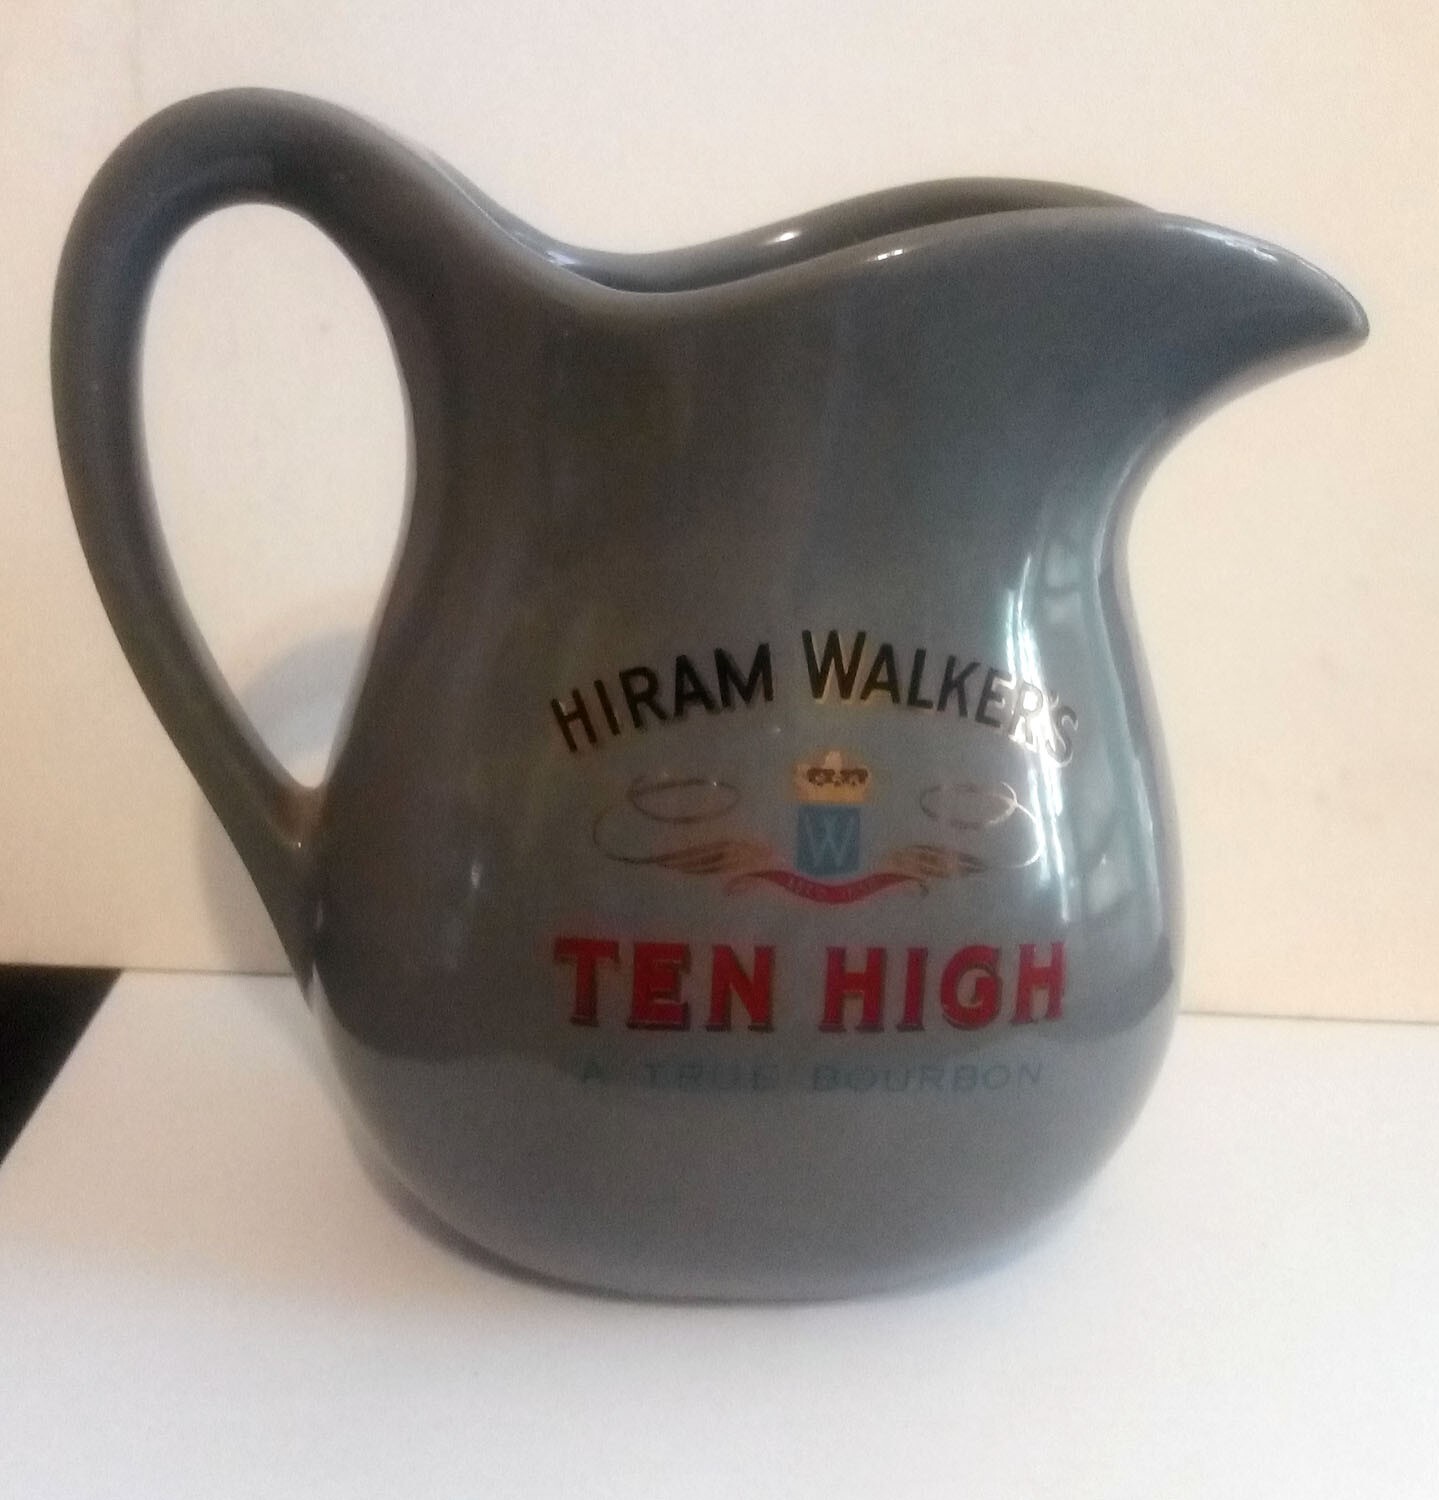 HIRAM WALKER'S
W
TEN HIGH
A TRUE BOURBON